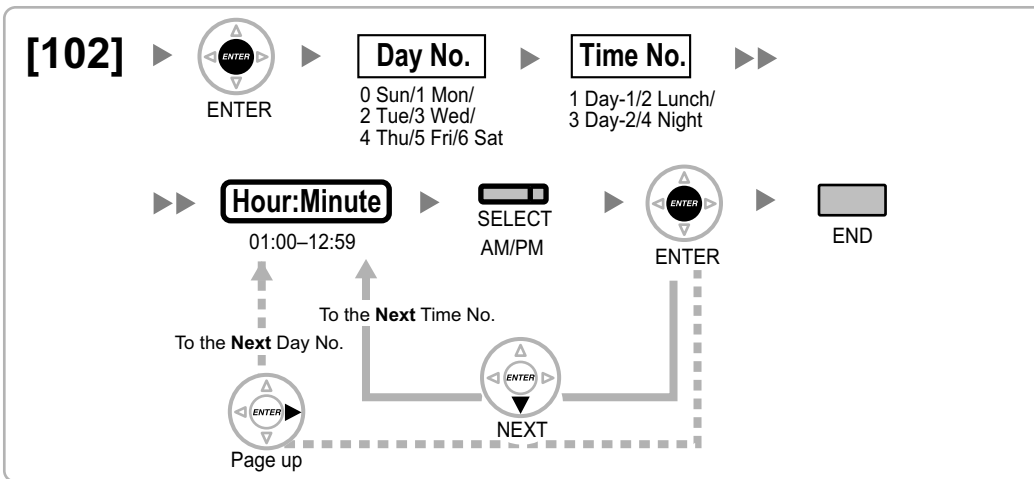 [102]
ENTER
ENTER
Day No.
0 Sun/1 Mon/
2 Tue/3 Wed/
4 Thu/5 Fri/6 Sat
Time No.
1 Day-1/2 Lunch/
3 Day-2/4 Night
Hour:Minute
01:00–12:59
SELECT
AM/PM
ENTER
ENTER
END
To the Next Time No.
To the Next Day No.
ENTER
NEXT
ENTER
Page up